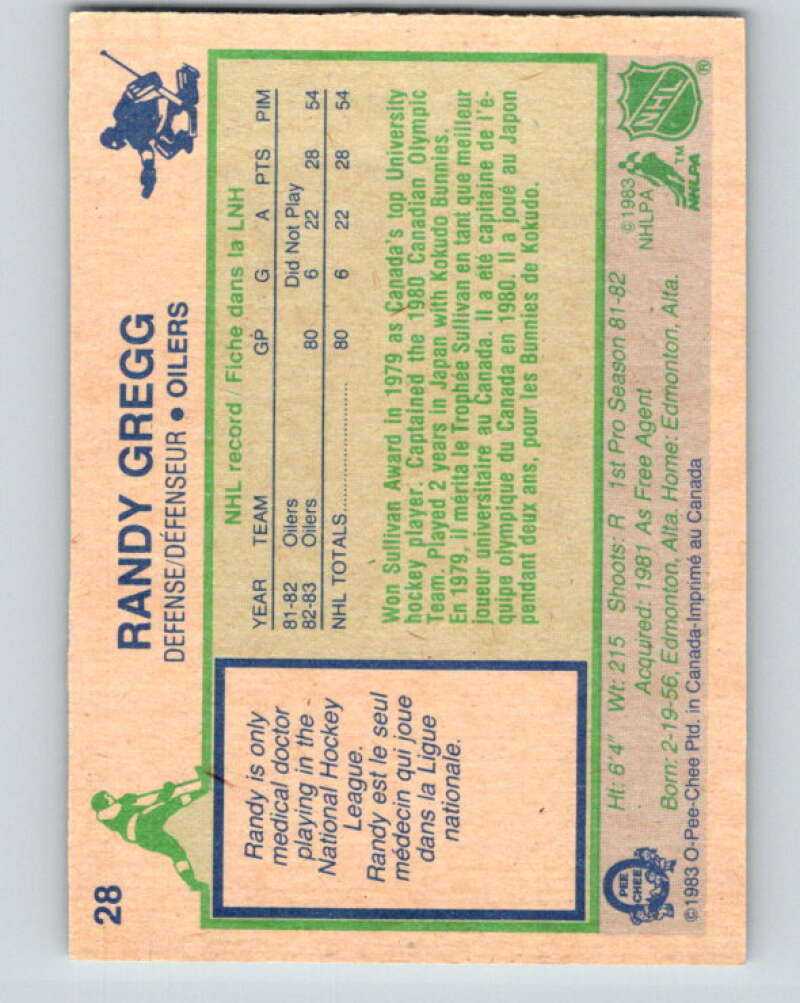 28
RANDY GREGG
DEFENSE/DÉFENSEUR • OILERS
NHL record / Fiche dans la LNH
YEAR TEAM GP G A PTS PIM
81-82 Oilers Did Not Play
82-83 Oilers 80 6 22 28 54
NHL TOTALS 80 6 22 28 54
Randy is only
medical doctor
playing in the
National Hockey
League.
Randy est le seul
médecin qui joue
dans la Ligue
nationale.
Won Sullivan Award in 1979 as Canada's top University
hockey player. Captained the 1980 Canadian Olympic
Team. Played 2 years in Japan with Kokudo Bunnies.
En 1979, il mérita le Trophée Sullivan en tant que meilleur
joueur universitaire au Canada. Il a eté capitaine de l'é-
quipe olympique du Canada en 1980. Il a joué au Japon
pendant deux ans, pour les Bunnies de Kokudo.
Ht: 6'4" Wt: 215 Shoots: R 1st Pro Season 81-82
Acquired: 1981 As Free Agent
Born: 2-19-56, Edmonton, Alta. Home: Edmonton, Alta.
©1983 O-Pee-Chee Ptd. in Canada-Imprimé au Canada
PEE
CHEE
©1983
NHLPA
NHLPA
TM
NHL
®